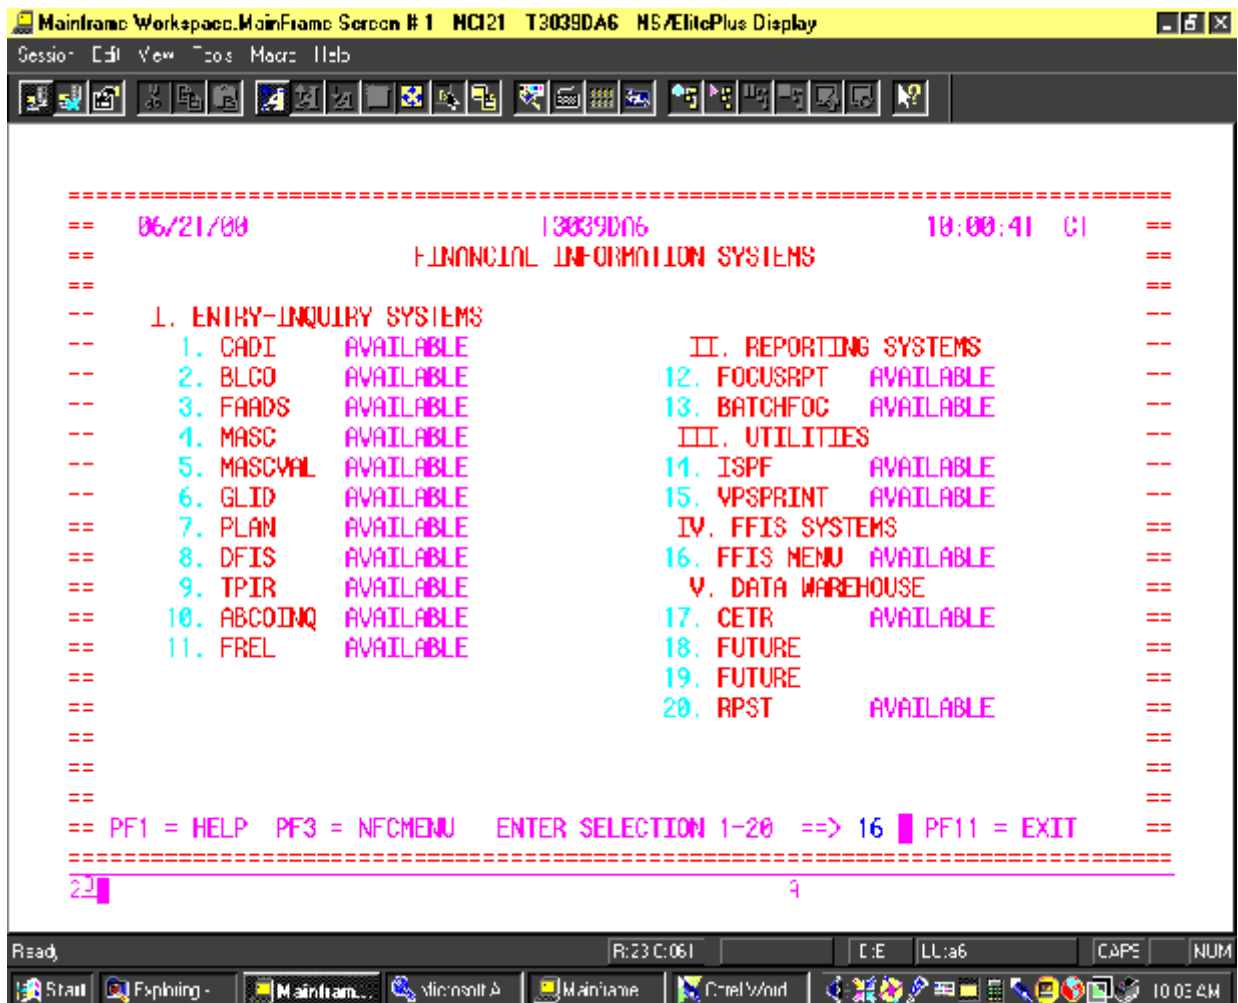 Mainframe Workspace.MainFrame Screen # 1 NCI21 T3039DA6 NS/ElitePlus Display
Session Edit View Tools Macro Help
================================================================================
== 06/21/00 T3039DA6 10:00:41 CT ==
== FINANCIAL INFORMATION SYSTEMS ==
== ==
-- I. ENTRY-INQUIRY SYSTEMS --
-- 1. CADI AVAILABLE II. REPORTING SYSTEMS --
-- 2. BLCO AVAILABLE 12. FOCUSRPT AVAILABLE --
-- 3. FAADS AVAILABLE 13. BATCHFOC AVAILABLE --
-- 4. MASC AVAILABLE III. UTILITIES --
-- 5. MASCVAL AVAILABLE 14. ISPF AVAILABLE --
-- 6. GLID AVAILABLE 15. VPSPRINT AVAILABLE --
== 7. PLAN AVAILABLE IV. FFIS SYSTEMS ==
== 8. DFIS AVAILABLE 16. FFIS MENU AVAILABLE ==
== 9. TPIR AVAILABLE V. DATA WAREHOUSE ==
== 10. ABCOINQ AVAILABLE 17. CETR AVAILABLE ==
== 11. FREL AVAILABLE 18. FUTURE ==
== 19. FUTURE ==
== 20. RPST AVAILABLE ==
== ==
== ==
== ==
== PF1 = HELP PF3 = NFCMENU ENTER SELECTION 1-20 ==> 16 PF11 = EXIT ==
================================================================================
Ready R:23 C:061 LU:a6 CAPS NUM
Start Exploring - Mainfram... Microsoft A Mainframe Corel Word 10:03 AM